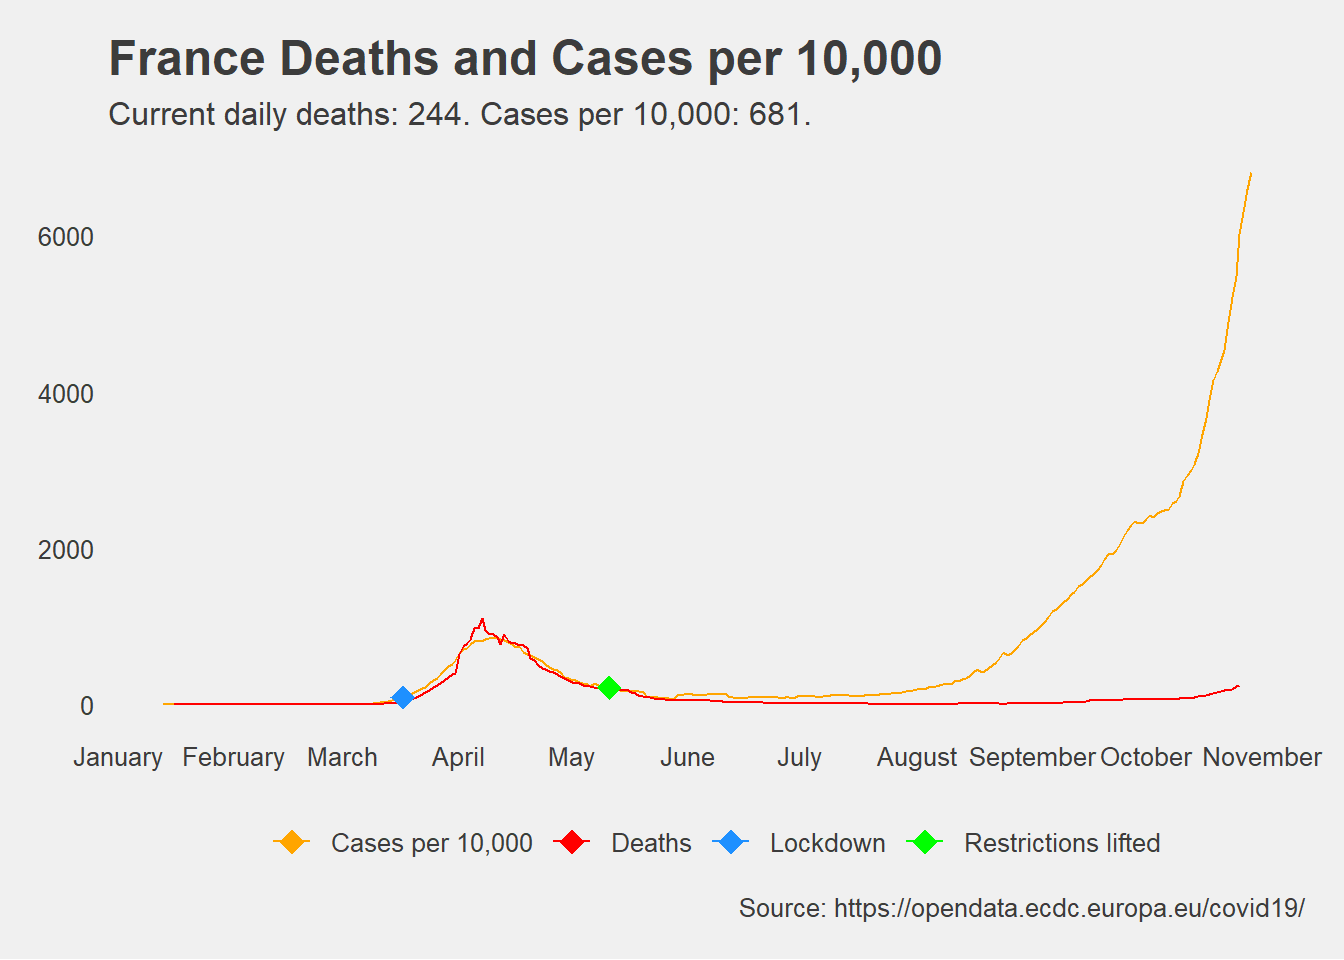 France Deaths and Cases per 10,000
Current daily deaths: 244. Cases per 10,000: 681.
6000
4000
2000
0
January February March April May June July August September October November
Cases per 10,000 Deaths Lockdown Restrictions lifted
Source: https://opendata.ecdc.europa.eu/covid19/